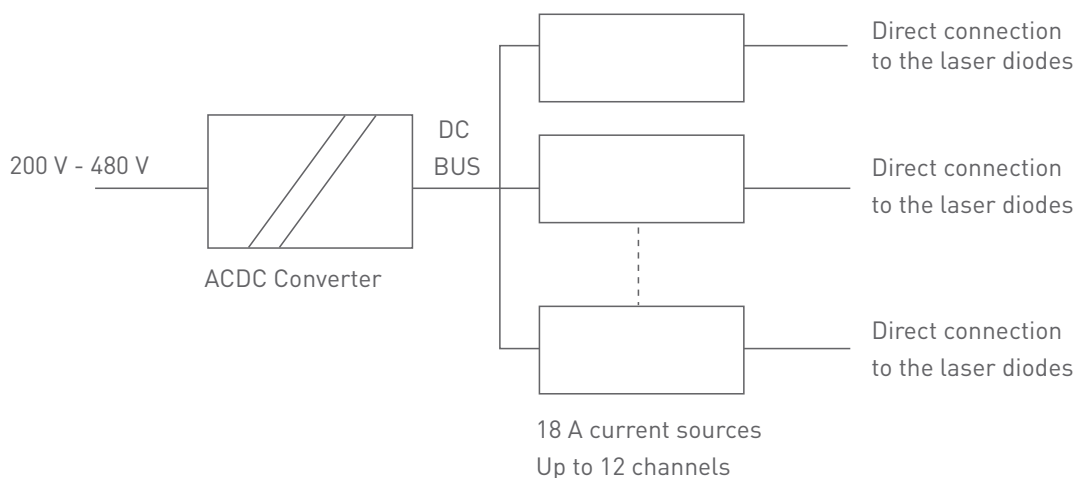 200 V - 480 V
ACDC Converter
DC
BUS
Direct connection
to the laser diodes
Direct connection
to the laser diodes
Direct connection
to the laser diodes
18 A current sources
Up to 12 channels